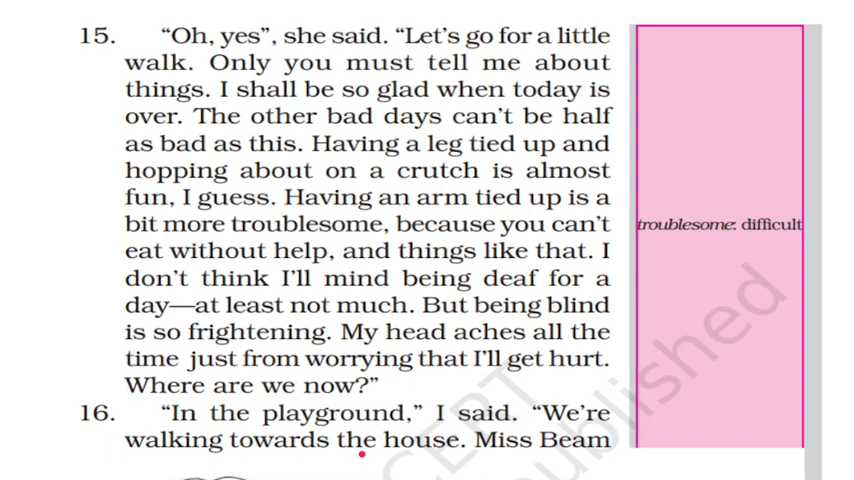 15. “Oh, yes”, she said. “Let’s go for a little
walk. Only you must tell me about
things. I shall be so glad when today is
over. The other bad days can’t be half
as bad as this. Having a leg tied up and
hopping about on a crutch is almost
fun, I guess. Having an arm tied up is a
bit more troublesome, because you can’t
eat without help, and things like that. I
don’t think I’ll mind being deaf for a
day—at least not much. But being blind
is so frightening. My head aches all the
time just from worrying that I’ll get hurt.
Where are we now?”
16. “In the playground,” I said. “We’re
walking towards the house. Miss Beam
troublesome: difficult